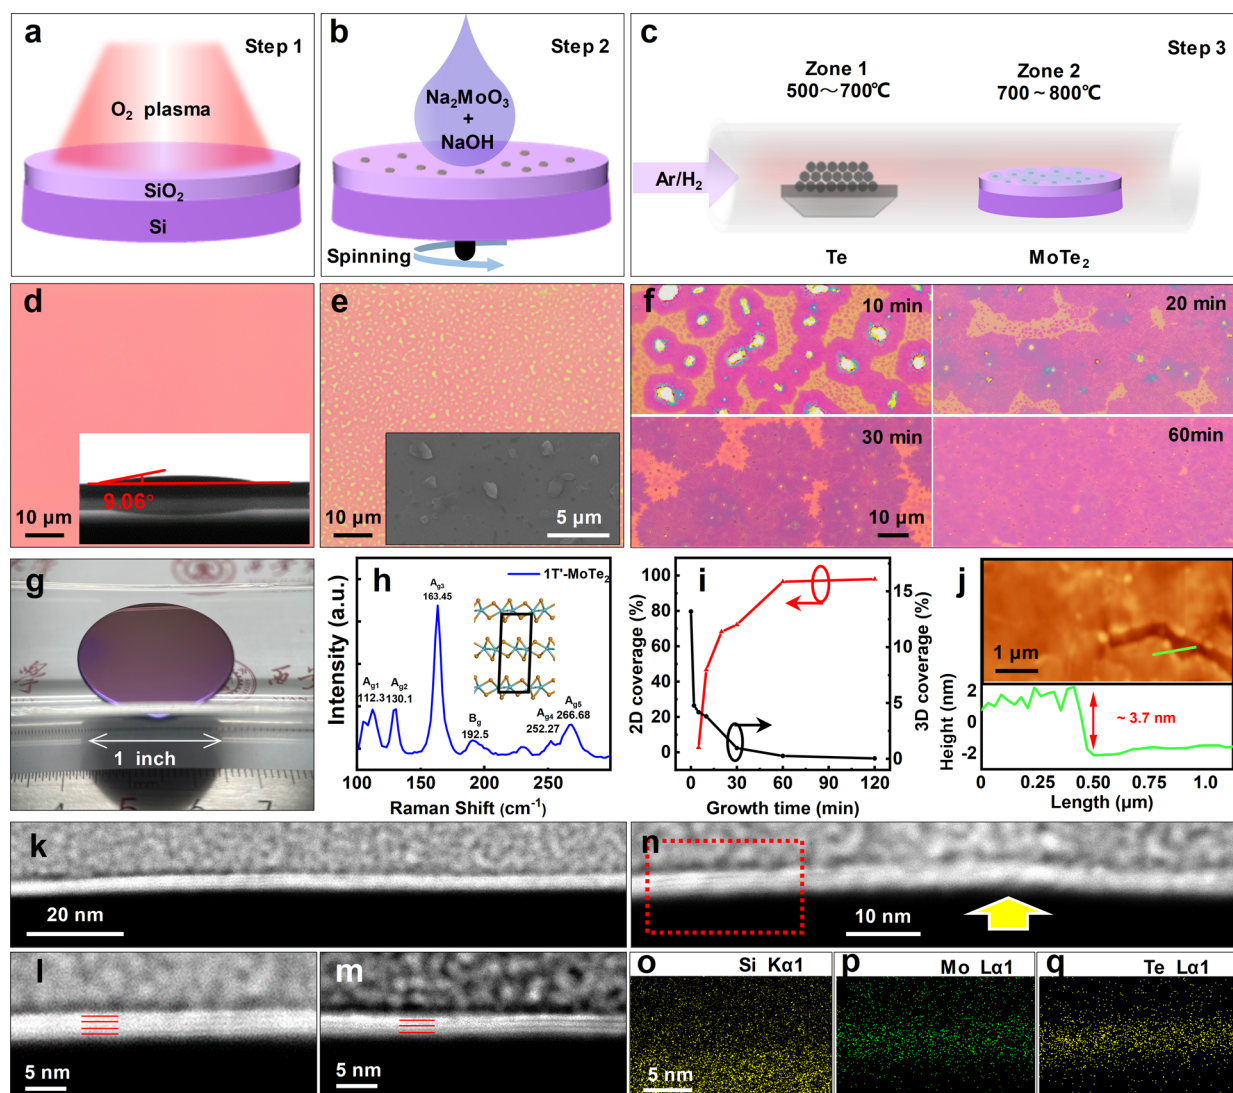 a
Step 1
O₂ plasma
SiO₂
Si
b
Step 2
Na₂MoO₃
+
NaOH
Spinning
c
Step 3
Zone 1
500~700℃
Zone 2
700~800℃
Ar/H₂
Te
MoTe₂
d
9.06°
10 μm
e
10 μm
5 μm
f
10 min
20 min
30 min
10 μm
60min
g
1 inch
4
5
6
7
1mm
h
1T'-MoTe₂
Ag3
163.45
Ag1
112.3
Ag2
130.1
Bg
192.5
Ag4
252.27
Ag5
266.68
Intensity (a.u.)
100 150 200 250
Raman Shift (cm⁻¹)
i
2D coverage (%)
100
80
60
40
20
0
3D coverage (%)
15
10
5
0
0 30 60 90 120
Growth time (min)
j
1 μm
Height (nm)
2
0
-2
~ 3.7 nm
0 0.25 0.50 0.75 1.0
Length (μm)
k
20 nm
n
10 nm
l
5 nm
m
5 nm
o
Si Kα1
5 nm
p
Mo Lα1
q
Te Lα1